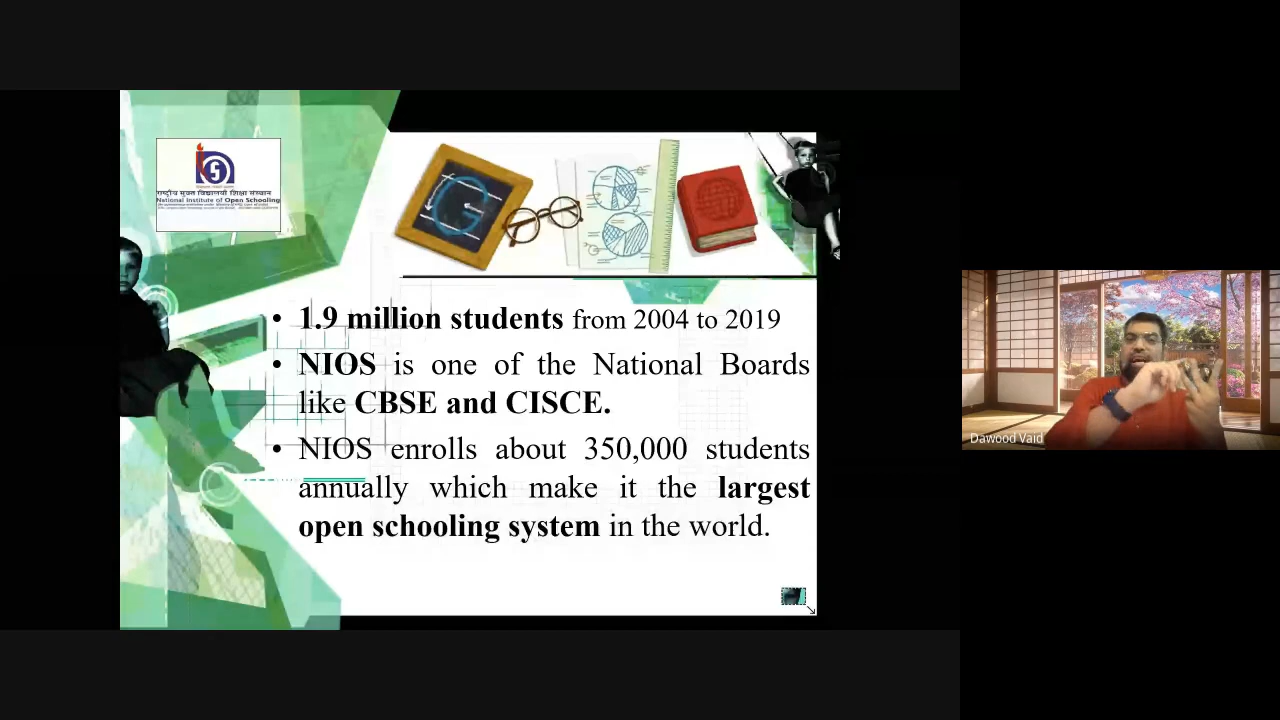 राष्ट्रीय मुक्त विद्यालयी शिक्षा संस्थान
National Institute of Open Schooling
• 1.9 million students from 2004 to 2019
• NIOS is one of the National Boards
like CBSE and CISCE.
• NIOS enrolls about 350,000 students
annually which make it the largest
open schooling system in the world.
Dawood Vaid